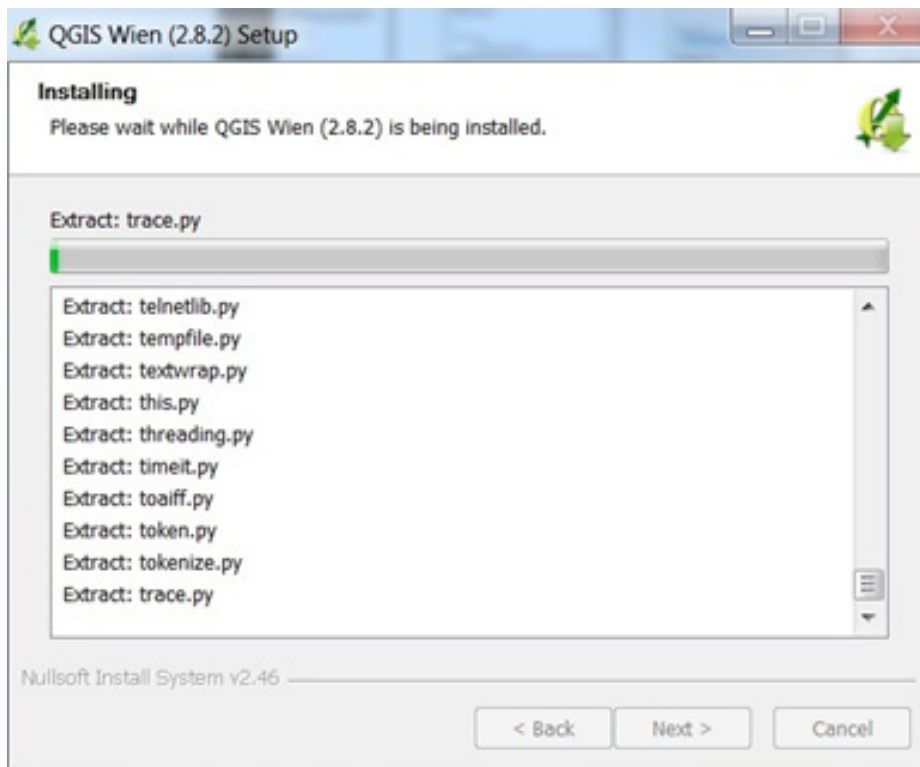 QGIS Wien (2.8.2) Setup
Installing
Please wait while QGIS Wien (2.8.2) is being installed.
Extract: trace.py
Extract: telnetlib.py
Extract: tempfile.py
Extract: textwrap.py
Extract: this.py
Extract: threading.py
Extract: timeit.py
Extract: toaiff.py
Extract: token.py
Extract: tokenize.py
Extract: trace.py
Nullsoft Install System v2.46
< Back
Next >
Cancel